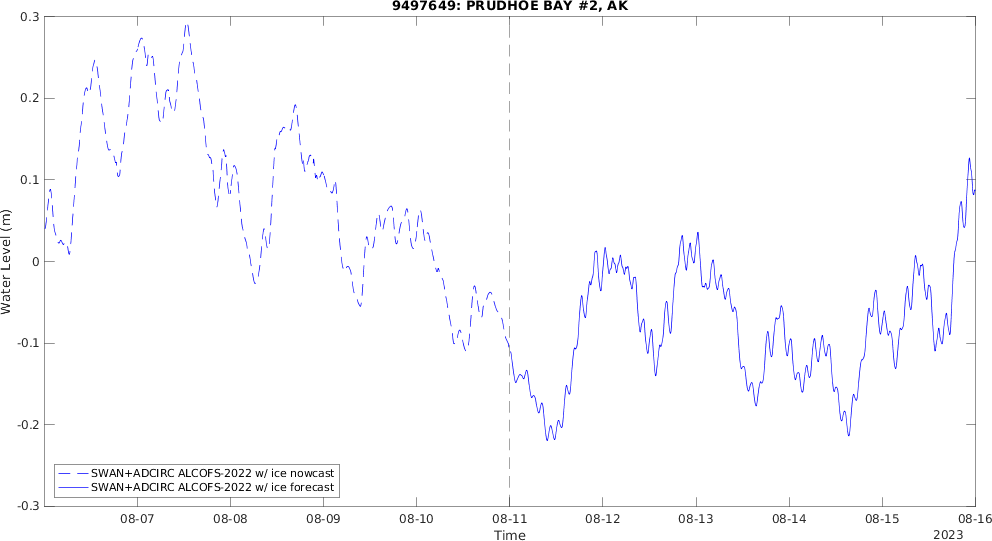 9497649: PRUDHOE BAY #2, AK
0.3
0.2
0.1
0
-0.1
-0.2
-0.3
Water Level (m)
SWAN+ADCIRC ALCOFS-2022 w/ ice nowcast
SWAN+ADCIRC ALCOFS-2022 w/ ice forecast
08-07 08-08 08-09 08-10 08-11 08-12 08-13 08-14 08-15 08-16
Time
2023